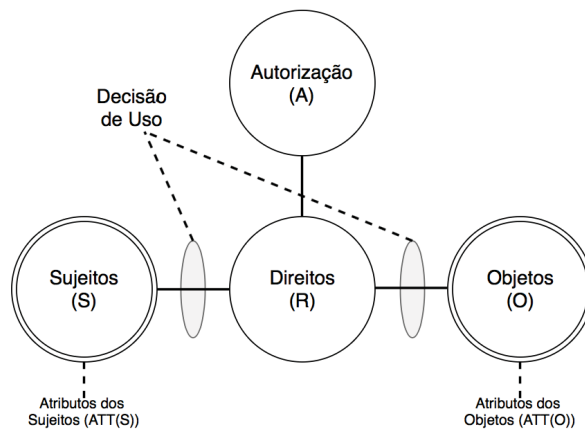 Autorização
(A)
Decisão
de Uso
Sujeitos
(S)
Direitos
(R)
Objetos
(O)
Atributos dos
Sujeitos (ATT(S))
Atributos dos
Objetos (ATT(O))